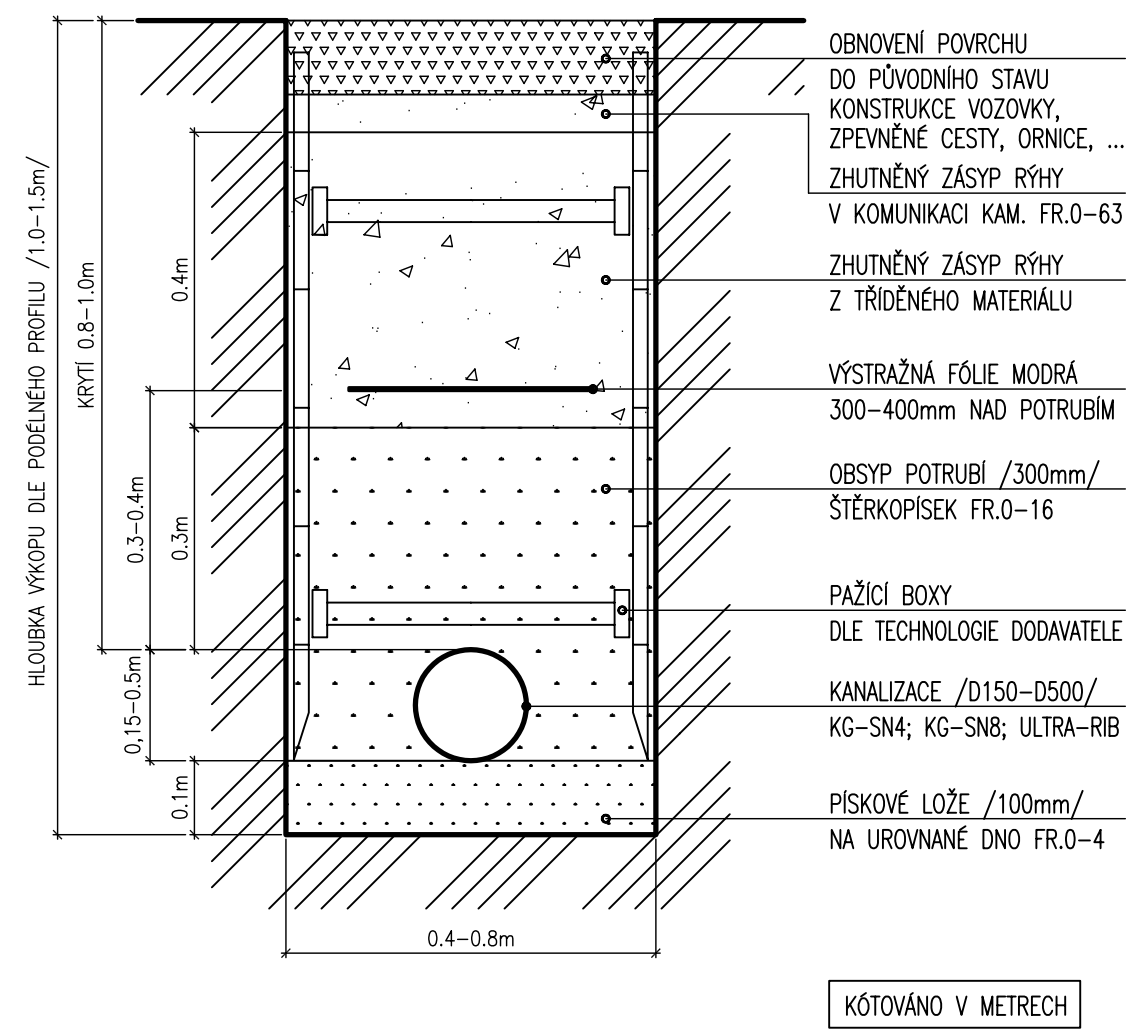 OBNOVENÍ POVRCHU
DO PŮVODNÍHO STAVU
KONSTRUKCE VOZOVKY,
ZPEVNĚNÉ CESTY, ORNICE, ...
ZHUTNĚNÝ ZÁSYP RÝHY
V KOMUNIKACI KAM. FR.0-63
ZHUTNĚNÝ ZÁSYP RÝHY
Z TŘÍDĚNÉHO MATERIÁLU
VÝSTRAŽNÁ FÓLIE MODRÁ
300-400mm NAD POTRUBÍM
OBSYP POTRUBÍ /300mm/
ŠTĚRKOPÍSEK FR.0-16
PAŽÍCÍ BOXY
DLE TECHNOLOGIE DODAVATELE
KANALIZACE /D150-D500/
KG-SN4; KG-SN8; ULTRA-RIB
PÍSKOVÉ LOŽE /100mm/
NA UROVNANÉ DNO FR.0-4
HLOUBKA VÝKOPU DLE PODÉLNÉHO PROFILU /1.0-1.5m/
KRYTÍ 0.8-1.0m
0.4m
0.3-0.4m
0.3m
0,15-0.5m
0.1m
0.4-0.8m
KÓTOVÁNO V METRECH